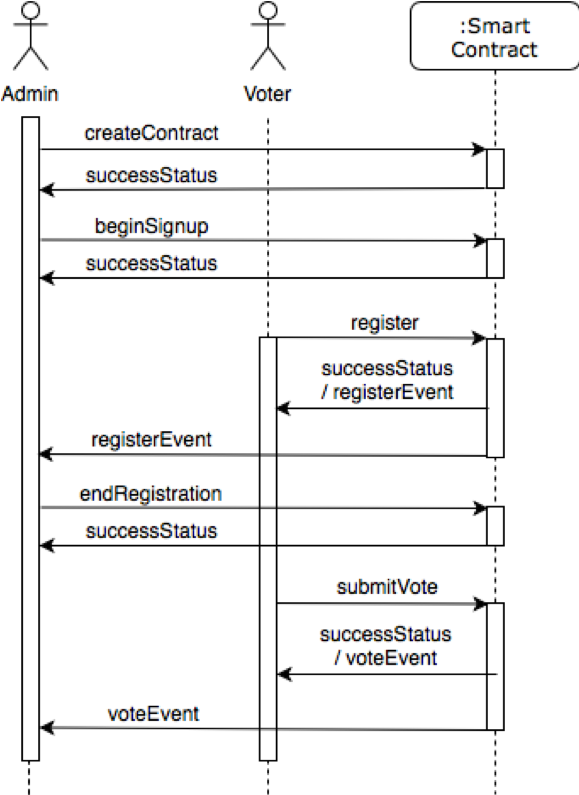 :Smart
Contract
Admin
Voter
createContract
successStatus
beginSignup
successStatus
register
successStatus
/ registerEvent
registerEvent
endRegistration
successStatus
submitVote
successStatus
/ voteEvent
voteEvent